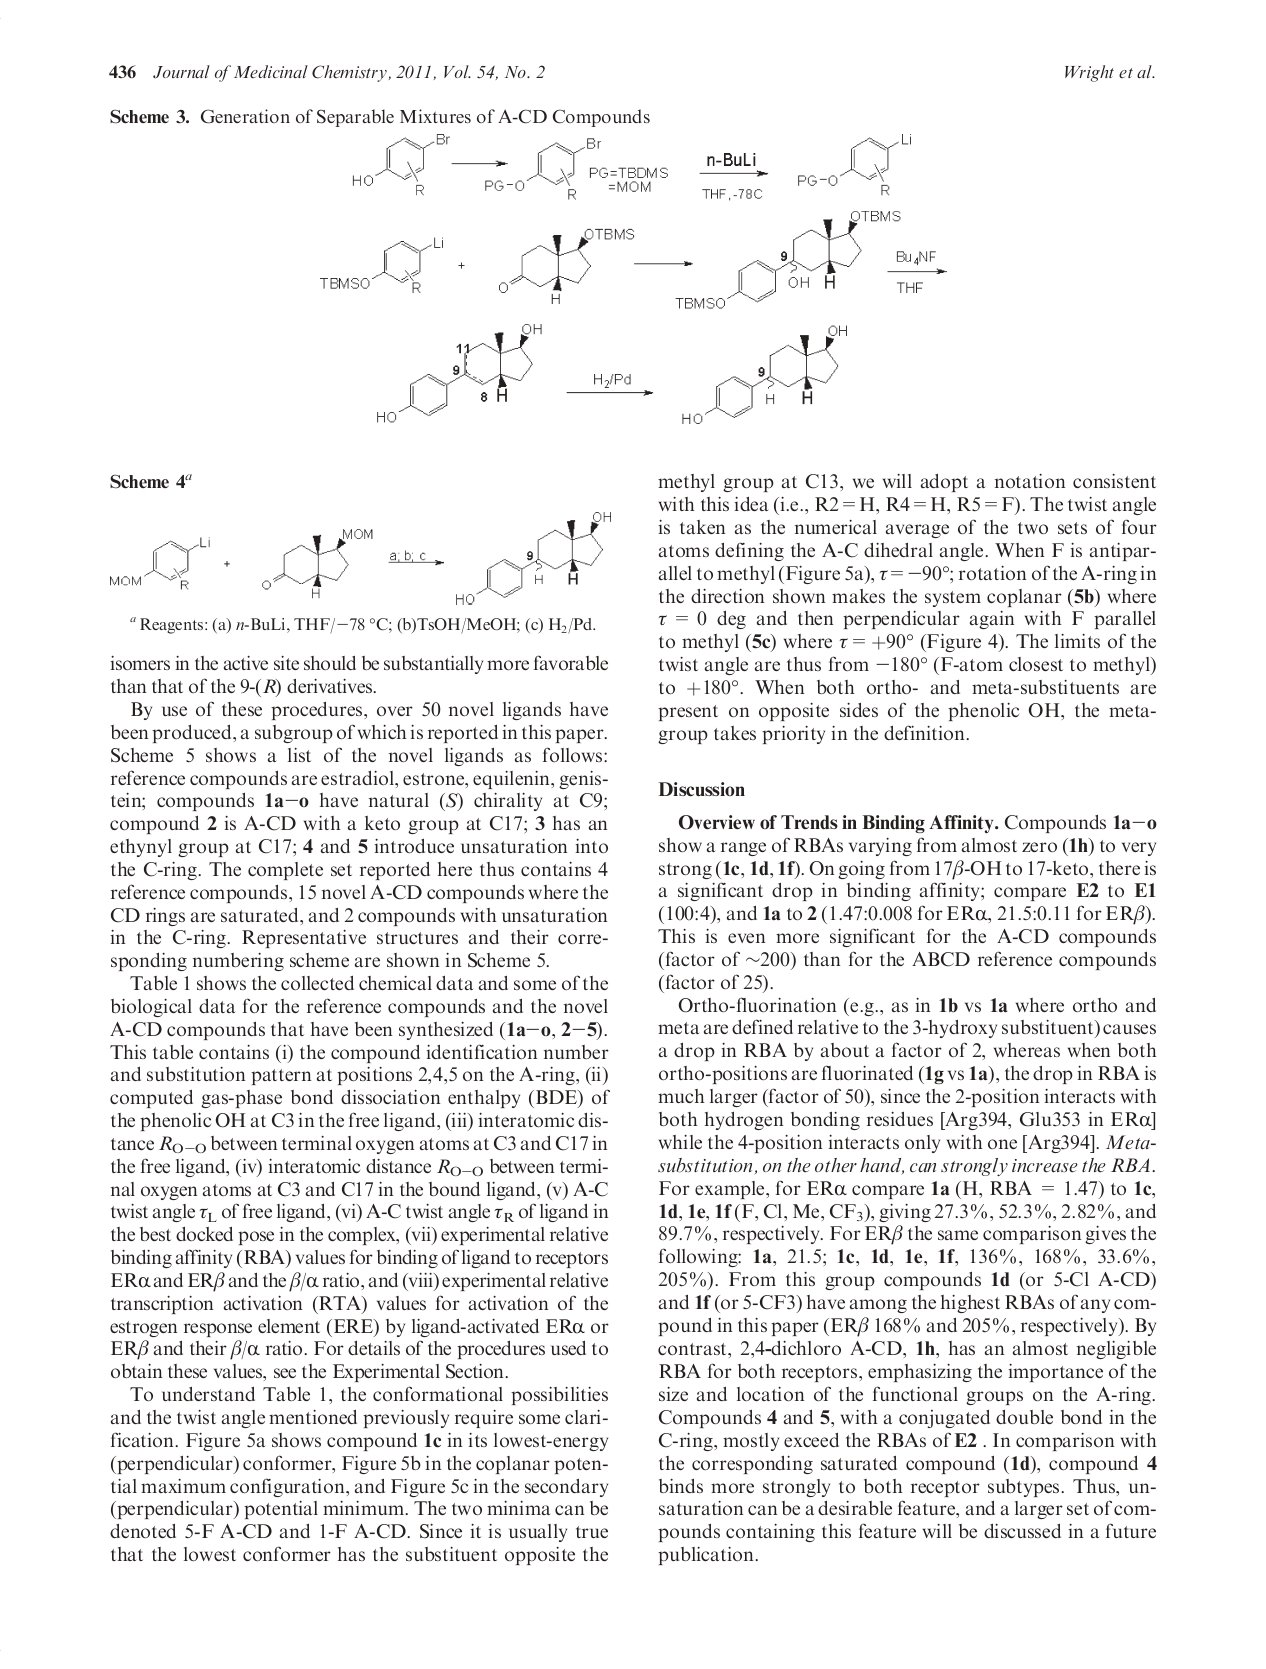 436 Journal of Medicinal Chemistry, 2011, Vol. 54, No. 2
Wright et al.
Scheme 3. Generation of Separable Mixtures of A-CD Compounds
HO Br R
PG-O Br R PG=TBDMS =MOM
n-BuLi
THF,-78C
PG-O Li R
TBMSO Li R
+
O OTBMS H
TBMSO 9 OH H OTBMS
Bu4NF
THF
HO 11 9 8 H OH
H2/Pd
HO 9 H H OH
Scheme 4a
MOM Li R
+
O MOM H
a; b; c
HO 9 H H OH
a Reagents: (a) n-BuLi, THF/−78 °C; (b)TsOH/MeOH; (c) H2/Pd.
isomers in the active site should be substantially more favorable
than that of the 9-(R) derivatives.
By use of these procedures, over 50 novel ligands have
been produced, a subgroup of which is reported in this paper.
Scheme 5 shows a list of the novel ligands as follows:
reference compounds are estradiol, estrone, equilenin, genis-
tein; compounds 1a−o have natural (S) chirality at C9;
compound 2 is A-CD with a keto group at C17; 3 has an
ethynyl group at C17; 4 and 5 introduce unsaturation into
the C-ring. The complete set reported here thus contains 4
reference compounds, 15 novel A-CD compounds where the
CD rings are saturated, and 2 compounds with unsaturation
in the C-ring. Representative structures and their corre-
sponding numbering scheme are shown in Scheme 5.
Table 1 shows the collected chemical data and some of the
biological data for the reference compounds and the novel
A-CD compounds that have been synthesized (1a−o, 2−5).
This table contains (i) the compound identification number
and substitution pattern at positions 2,4,5 on the A-ring, (ii)
computed gas-phase bond dissociation enthalpy (BDE) of
the phenolic OH at C3 in the free ligand, (iii) interatomic dis-
tance RO−O between terminal oxygen atoms at C3 and C17 in
the free ligand, (iv) interatomic distance RO−O between termi-
nal oxygen atoms at C3 and C17 in the bound ligand, (v) A-C
twist angle τL of free ligand, (vi) A-C twist angle τR of ligand in
the best docked pose in the complex, (vii) experimental relative
binding affinity (RBA) values for binding of ligand to receptors
ERα and ERβ and the β/α ratio, and (viii) experimental relative
transcription activation (RTA) values for activation of the
estrogen response element (ERE) by ligand-activated ERα or
ERβ and their β/α ratio. For details of the procedures used to
obtain these values, see the Experimental Section.
To understand Table 1, the conformational possibilities
and the twist angle mentioned previously require some clari-
fication. Figure 5a shows compound 1c in its lowest-energy
(perpendicular) conformer, Figure 5b in the coplanar poten-
tial maximum configuration, and Figure 5c in the secondary
(perpendicular) potential minimum. The two minima can be
denoted 5-F A-CD and 1-F A-CD. Since it is usually true
that the lowest conformer has the substituent opposite the
methyl group at C13, we will adopt a notation consistent
with this idea (i.e., R2=H, R4=H, R5=F). The twist angle
is taken as the numerical average of the two sets of four
atoms defining the A-C dihedral angle. When F is antipar-
allel to methyl (Figure 5a), τ=−90°; rotation of the A-ring in
the direction shown makes the system coplanar (5b) where
τ = 0 deg and then perpendicular again with F parallel
to methyl (5c) where τ = +90° (Figure 4). The limits of the
twist angle are thus from −180° (F-atom closest to methyl)
to +180°. When both ortho- and meta-substituents are
present on opposite sides of the phenolic OH, the meta-
group takes priority in the definition.
Discussion
Overview of Trends in Binding Affinity. Compounds 1a−o
show a range of RBAs varying from almost zero (1h) to very
strong (1c, 1d, 1f). On going from 17β-OH to 17-keto, there is
a significant drop in binding affinity; compare E2 to E1
(100:4), and 1a to 2 (1.47:0.008 for ERα, 21.5:0.11 for ERβ).
This is even more significant for the A-CD compounds
(factor of ∼200) than for the ABCD reference compounds
(factor of 25).
Ortho-fluorination (e.g., as in 1b vs 1a where ortho and
meta are defined relative to the 3-hydroxy substituent) causes
a drop in RBA by about a factor of 2, whereas when both
ortho-positions are fluorinated (1g vs 1a), the drop in RBA is
much larger (factor of 50), since the 2-position interacts with
both hydrogen bonding residues [Arg394, Glu353 in ERα]
while the 4-position interacts only with one [Arg394]. Meta-
substitution, on the other hand, can strongly increase the RBA.
For example, for ERα compare 1a (H, RBA = 1.47) to 1c,
1d, 1e, 1f (F, Cl, Me, CF3), giving 27.3%, 52.3%, 2.82%, and
89.7%, respectively. For ERβ the same comparison gives the
following: 1a, 21.5; 1c, 1d, 1e, 1f, 136%, 168%, 33.6%,
205%). From this group compounds 1d (or 5-Cl A-CD)
and 1f (or 5-CF3) have among the highest RBAs of any com-
pound in this paper (ERβ 168% and 205%, respectively). By
contrast, 2,4-dichloro A-CD, 1h, has an almost negligible
RBA for both receptors, emphasizing the importance of the
size and location of the functional groups on the A-ring.
Compounds 4 and 5, with a conjugated double bond in the
C-ring, mostly exceed the RBAs of E2 . In comparison with
the corresponding saturated compound (1d), compound 4
binds more strongly to both receptor subtypes. Thus, un-
saturation can be a desirable feature, and a larger set of com-
pounds containing this feature will be discussed in a future
publication.